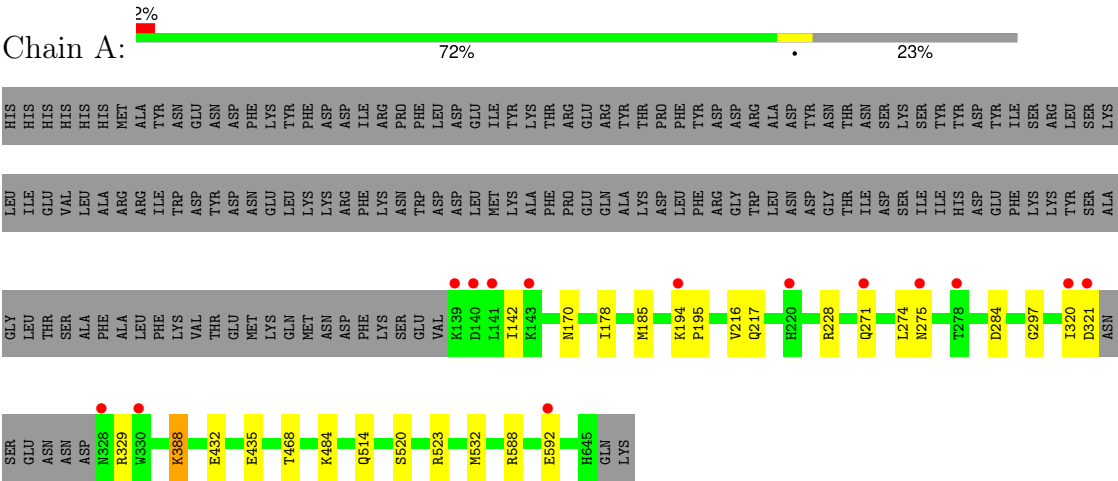 2%
Chain A:
72% • 23%
HIS HIS HIS HIS HIS HIS HIS MET ALA TYR ASN GLU ASN ASP PHE LYS TYR PHE ASP ASP ILE ARG PRO PHE LEU ASP GLU ILE TYR LYS THR ARG GLU ARG TYR THR PRO PHE TYR ASP ASP ARG ALA ASP TYR ASN THR ASN SER LYS SER TYR TYR ASP TYR ILE SER ARG LEU SER LYS
LEU ILE GLU VAL LEU ALA ARG ARG ILE TRP ASP TYR ASP ASN GLU LEU LYS LYS ARG PHE LYS ASN TRP ASP ASP LEU MET LYS ALA PHE PRO GLU GLN ALA LYS ASP LEU PHE ARG GLY TRP LEU ASN ASP GLY THR ILE ASP SER ILE ILE HIS ASP GLU PHE LYS LYS TYR SER ALA
GLY LEU THR SER ALA PHE ALA LEU PHE LYS VAL THR GLU MET LYS GLN MET ASN ASP PHE LYS SER GLU VAL K139 D140 L141 I142 K143 N170 I178 M185 K194 P195 V216 Q217 H220 R228 Q271 L274 N275 T278 D284 G297 I320 D321 ASN
SER GLU ASN ASN ASP N328 R329 W330 K388 E432 E435 T468 K484 Q514 S520 R523 M532 R588 E592 H645 GLN LYS